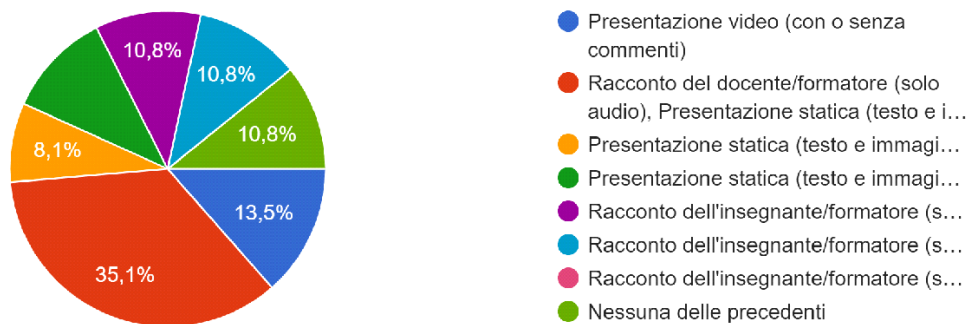 10,8%
10,8%
10,8%
8,1%
13,5%
35,1%
Presentazione video (con o senza
commenti)
Racconto del docente/formatore (solo
audio), Presentazione statica (testo e i…
Presentazione statica (testo e immagi…
Presentazione statica (testo e immagi…
Racconto dell'insegnante/formatore (s…
Racconto dell'insegnante/formatore (s…
Racconto dell'insegnante/formatore (s…
Nessuna delle precedenti